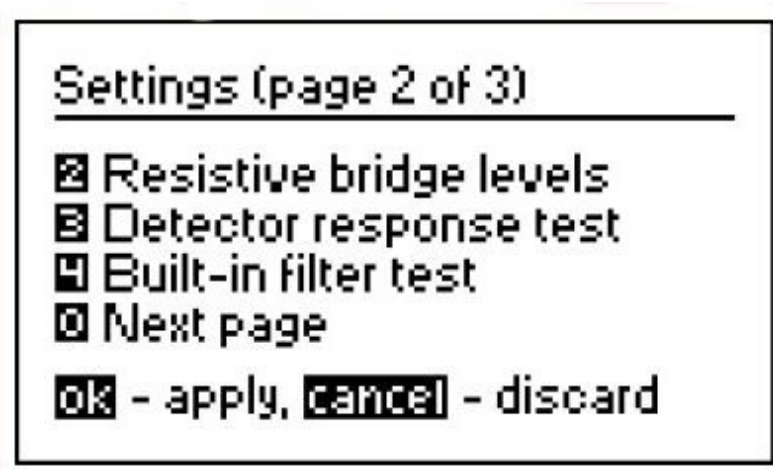 Settings (page 2 of 3)
2 Resistive bridge levels
3 Detector response test
4 Built-in filter test
0 Next page
ok - apply, cancel - discard